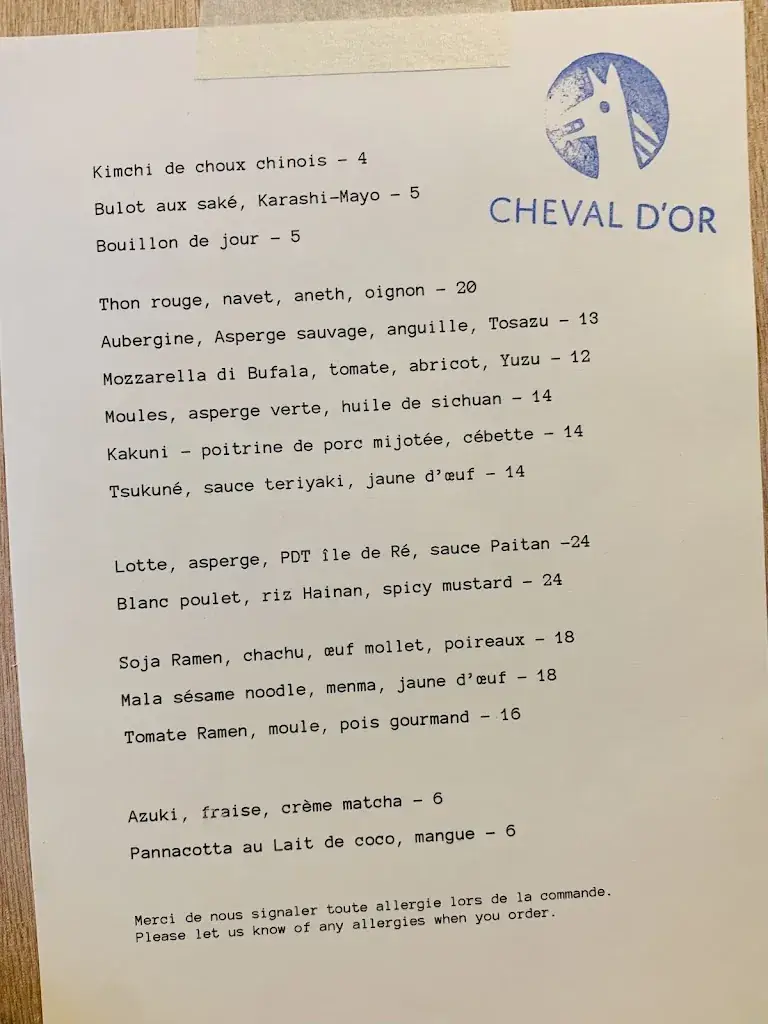 CHEVAL D'OR
Kimchi de choux chinois – 4
Bulot aux saké, Karashi-Mayo – 5
Bouillon de jour – 5
Thon rouge, navet, aneth, oignon – 20
Aubergine, Asperge sauvage, anguille, Tosazu – 13
Mozzarella di Bufala, tomate, abricot, Yuzu – 12
Moules, asperge verte, huile de sichuan – 14
Kakuni – poitrine de porc mijotée, cébette – 14
Tsukuné, sauce teriyaki, jaune d'œuf – 14
Lotte, asperge, PDT île de Ré, sauce Paitan –24
Blanc poulet, riz Hainan, spicy mustard – 24
Soja Ramen, chachu, œuf mollet, poireaux – 18
Mala sésame noodle, menma, jaune d'œuf – 18
Tomate Ramen, moule, pois gourmand – 16
Azuki, fraise, crème matcha – 6
Pannacotta au Lait de coco, mangue – 6
Merci de nous signaler toute allergie lors de la commande.
Please let us know of any allergies when you order.